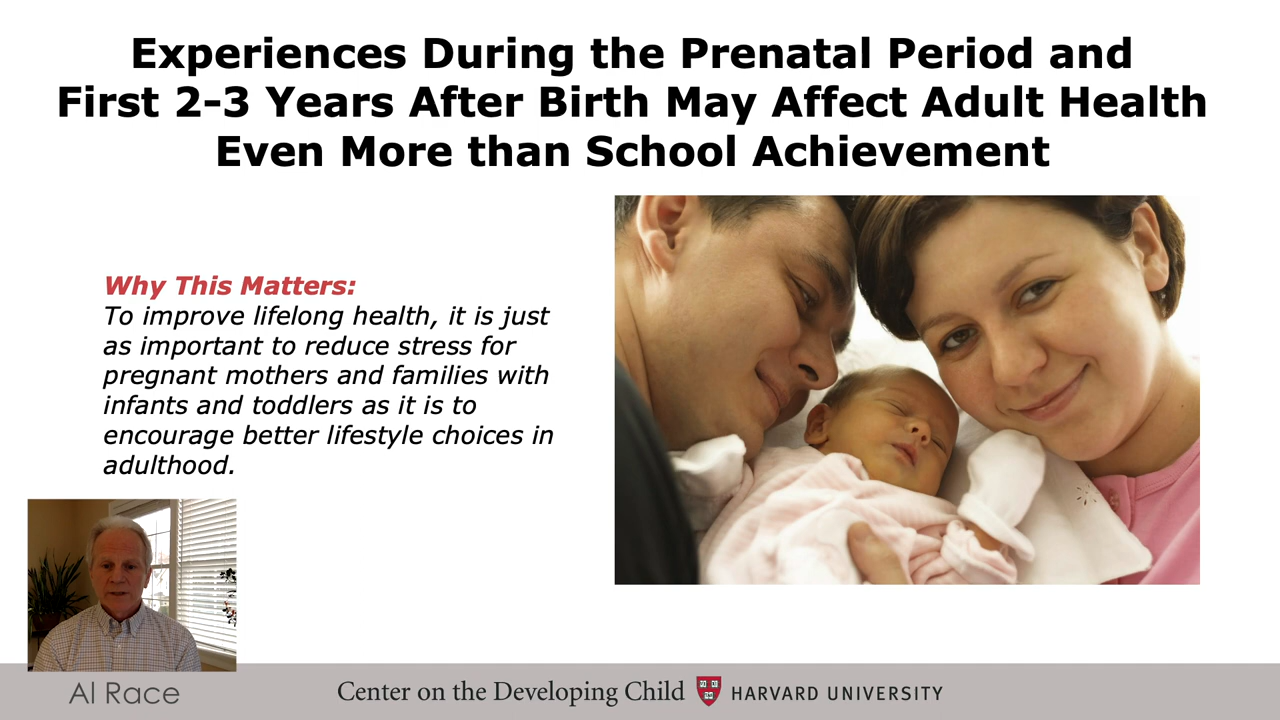 Experiences During the Prenatal Period and
First 2-3 Years After Birth May Affect Adult Health
Even More than School Achievement
Why This Matters:
To improve lifelong health, it is just
as important to reduce stress for
pregnant mothers and families with
infants and toddlers as it is to
encourage better lifestyle choices in
adulthood.
Al Race
Center on the Developing Child HARVARD UNIVERSITY